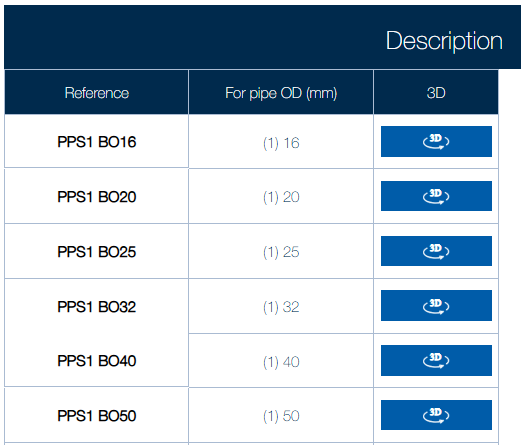 Description
Reference For pipe OD (mm) 3D
PPS1 BO16 (1) 16 3D
PPS1 BO20 (1) 20 3D
PPS1 BO25 (1) 25 3D
PPS1 BO32 (1) 32 3D
PPS1 BO40 (1) 40 3D
PPS1 BO50 (1) 50 3D